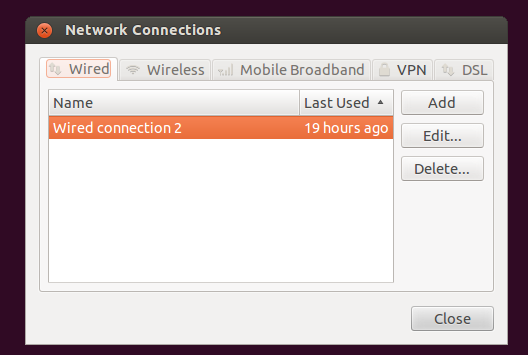 Network Connections
Wired Wireless Mobile Broadband VPN DSL
Name Last Used Add
Wired connection 2 19 hours ago
Edit...
Delete...
Close